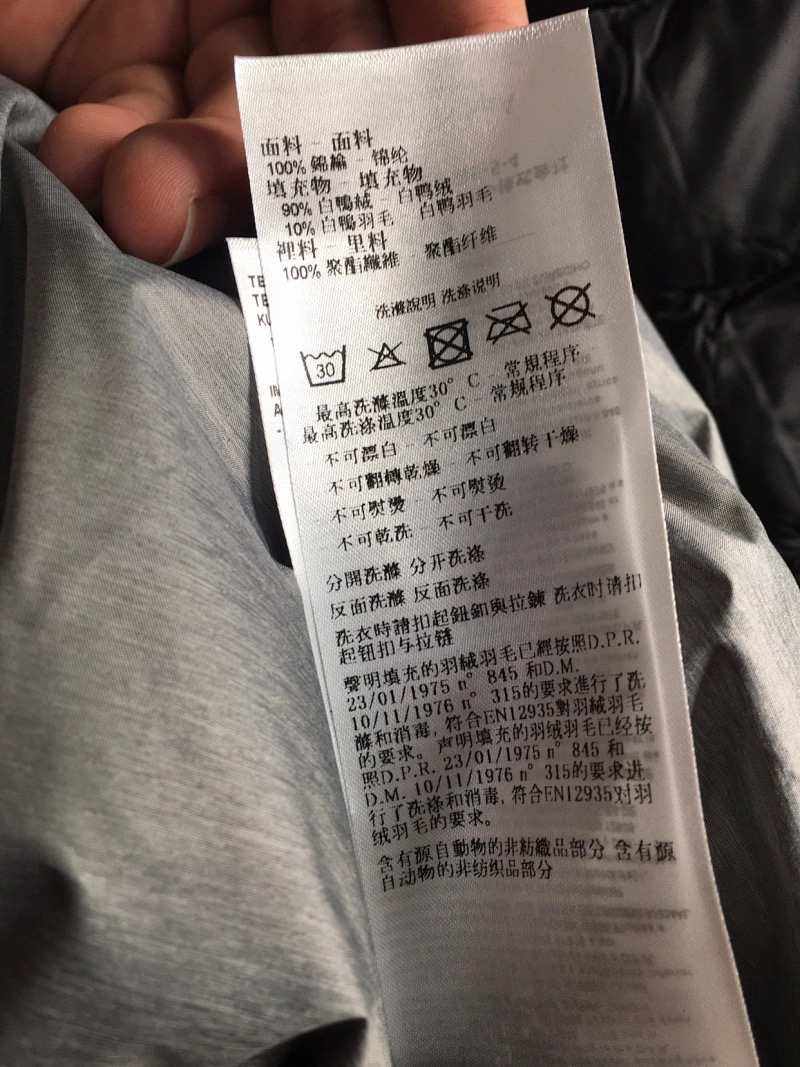 面料 - 面料
100% 錦綸 - 锦纶
填充物 - 填充物
90% 白鴨絨 - 白鸭绒
10% 白鴨羽毛 白鸭羽毛
裡料 - 里料
100% 聚酯纖維 - 聚酯纤维
洗滌說明 洗涤说明
30
最高洗滌溫度30° C - 常規程序
最高洗涤温度30° C - 常规程序
不可漂白 - 不可漂白
不可翻轉乾燥 - 不可翻转干燥
不可熨燙 - 不可熨烫
不可乾洗 - 不可干洗
分開洗滌 分开洗涤
反面洗滌 反面洗涤
洗衣時請扣起鈕釦與拉鍊 洗衣时请扣
起钮扣与拉链
聲明填充的羽絨羽毛已經按照D.P.R.
23/01/1975 n° 845 和D.M.
10/11/1976 n° 315的要求進行了洗
滌和消毒, 符合EN12935對羽絨羽毛
的要求。声明填充的羽绒羽毛已经按
照D.P.R. 23/01/1975 n° 845 和
D.M. 10/11/1976 n° 315的要求进
行了洗涤和消毒, 符合EN12935对羽
绒羽毛的要求。
含有源自動物的非紡織品部分 含有源
自动物的非纺织品部分
TE
TE
KU
IN
A